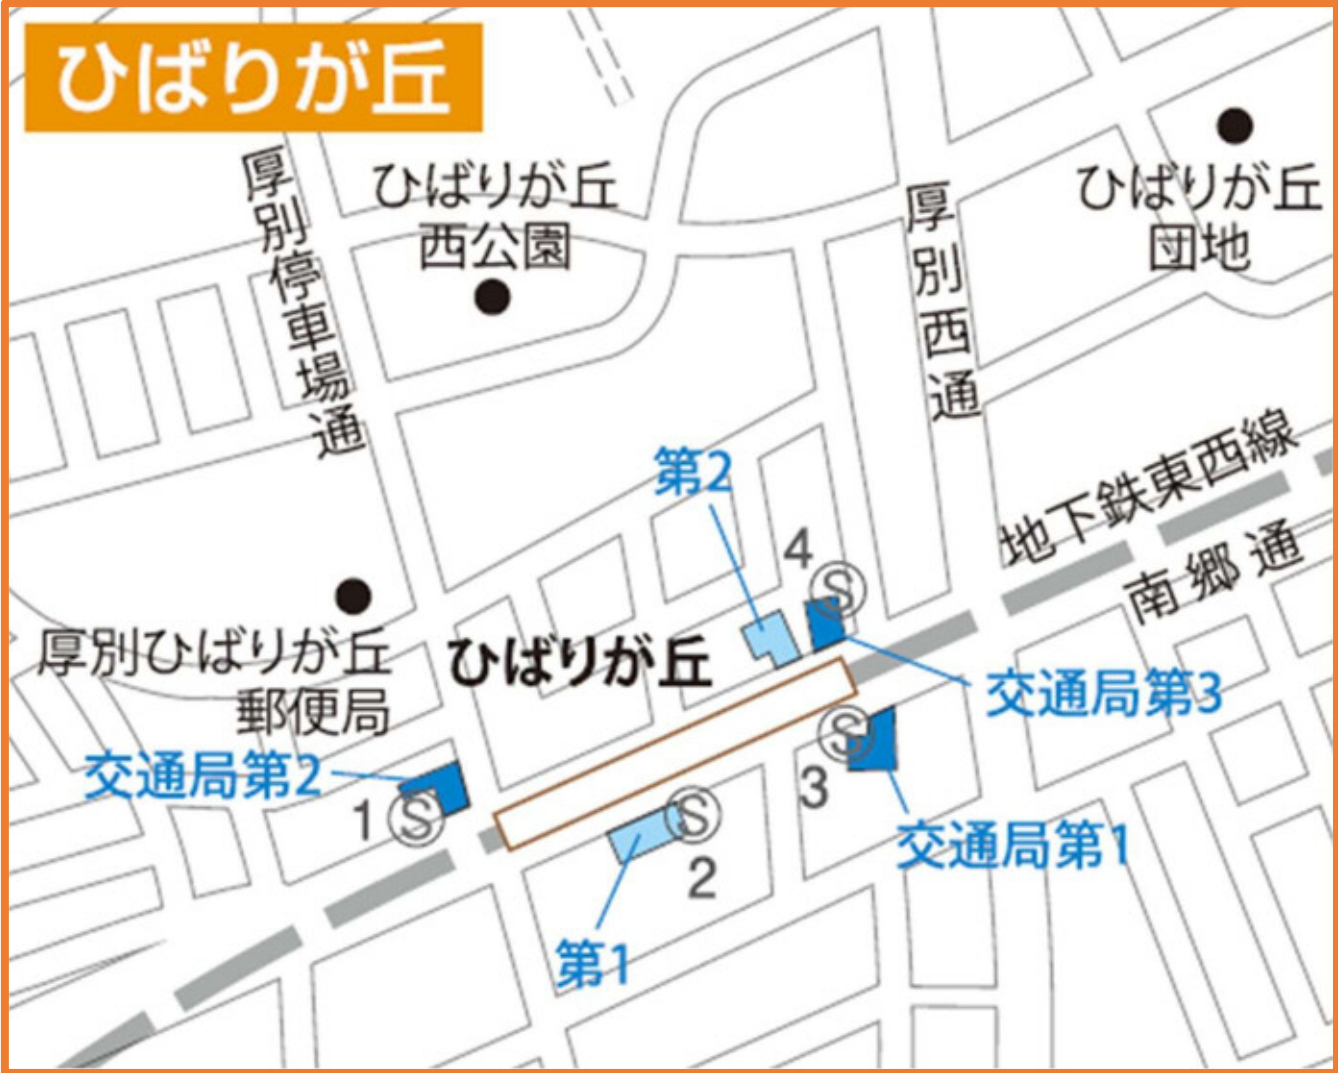 ひばりが丘
厚別停車場通
ひばりが丘
西公園
厚別西通
ひばりが丘
団地
地下鉄東西線
南郷通
第2
4
S
厚別ひばりが丘
郵便局
ひばりが丘
交通局第3
交通局第2
1
S
S
3
S
2
交通局第1
第1